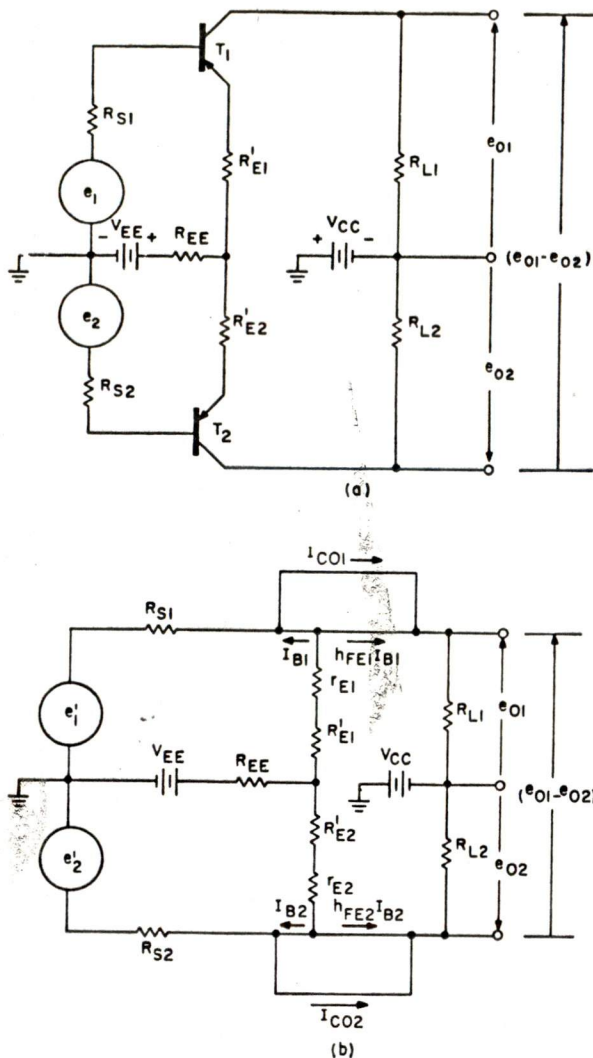 T1
RS1
R'E1
e1
eO1
RL1
- VEE +
REE
VCC
+ -
(eO1-eO2)
e2
R'E2
RL2
eO2
RS2
T2
(a)
ICO1
RS1
IB1
hFE1IB1
rE1
e'1
R'E1
RL1
eO1
VEE
REE
VCC
(eO1-eO2)
e'2
R'E2
RL2
eO2
rE2
IB2
hFE2IB2
RS2
ICO2
(b)